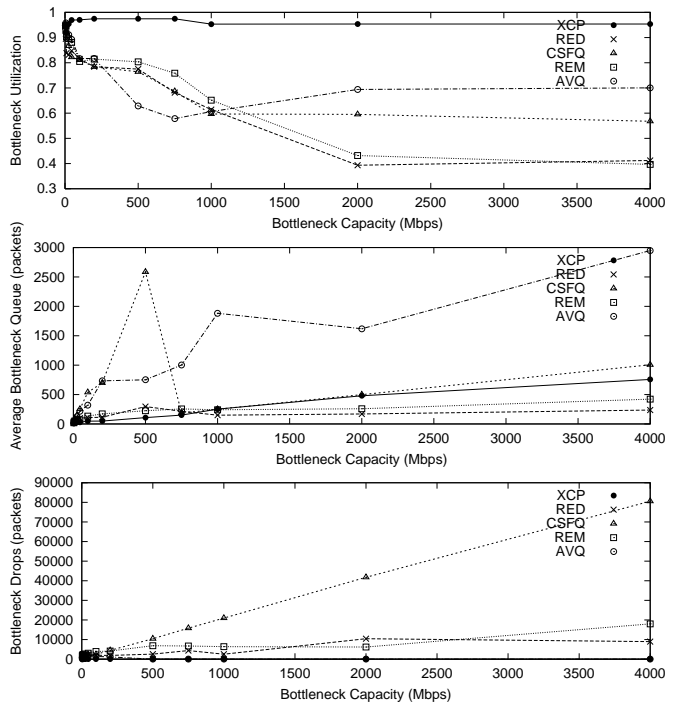 1
0.9
0.8
0.7
0.6
0.5
0.4
0.3
Bottleneck Utilization
XCP
RED
CSFQ
REM
AVQ
0 500 1000 1500 2000 2500 3000 3500 4000
Bottleneck Capacity (Mbps)
3000
2500
2000
1500
1000
500
0
Average Bottleneck Queue (packets)
XCP
RED
CSFQ
REM
AVQ
0 500 1000 1500 2000 2500 3000 3500 4000
Bottleneck Capacity (Mbps)
90000
80000
70000
60000
50000
40000
30000
20000
10000
0
Bottleneck Drops (packets)
XCP
RED
CSFQ
REM
AVQ
0 500 1000 1500 2000 2500 3000 3500 4000
Bottleneck Capacity (Mbps)